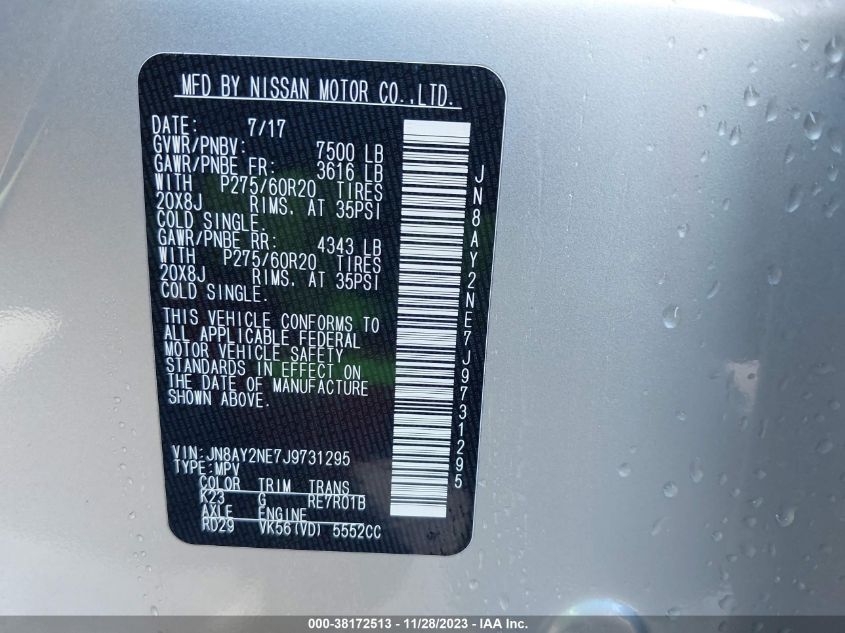 MFD BY NISSAN MOTOR CO.,LTD.
DATE: 7/17
GVWR/PNBV: 7500 LB
GAWR/PNBE FR: 3616 LB
WITH P275/60R20 TIRES
20X8J RIMS. AT 35PSI
COLD SINGLE.
GAWR/PNBE RR: 4343 LB
WITH P275/60R20 TIRES
20X8J RIMS. AT 35PSI
COLD SINGLE.
THIS VEHICLE CONFORMS TO
ALL APPLICABLE FEDERAL
MOTOR VEHICLE SAFETY
STANDARDS IN EFFECT ON
THE DATE OF MANUFACTURE
SHOWN ABOVE.
VIN:JN8AY2NE7J9731295
TYPE:MPV
COLOR TRIM TRANS
K23 G RE7R01B
AXLE ENGINE
RD29 VK56(VD) 5552CC
JN8AY2NE7J9731295
000-38172513 - 11/28/2023 - IAA Inc.